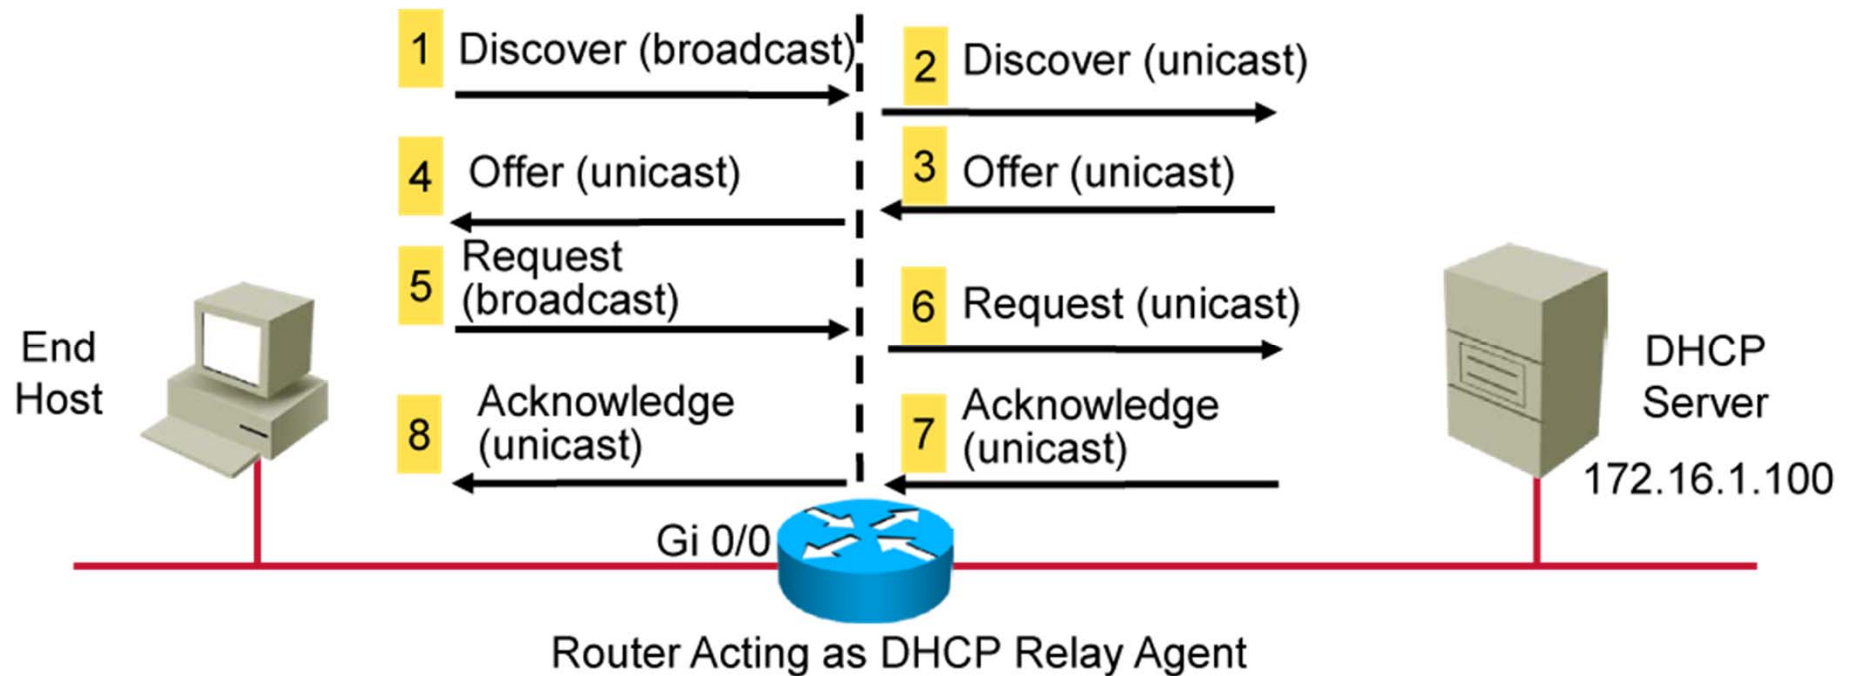 1 Discover (broadcast)
2 Discover (unicast)
3 Offer (unicast)
4 Offer (unicast)
5 Request
(broadcast)
6 Request (unicast)
7 Acknowledge
(unicast)
8 Acknowledge
(unicast)
End
Host
DHCP
Server
172.16.1.100
Gi 0/0
Router Acting as DHCP Relay Agent